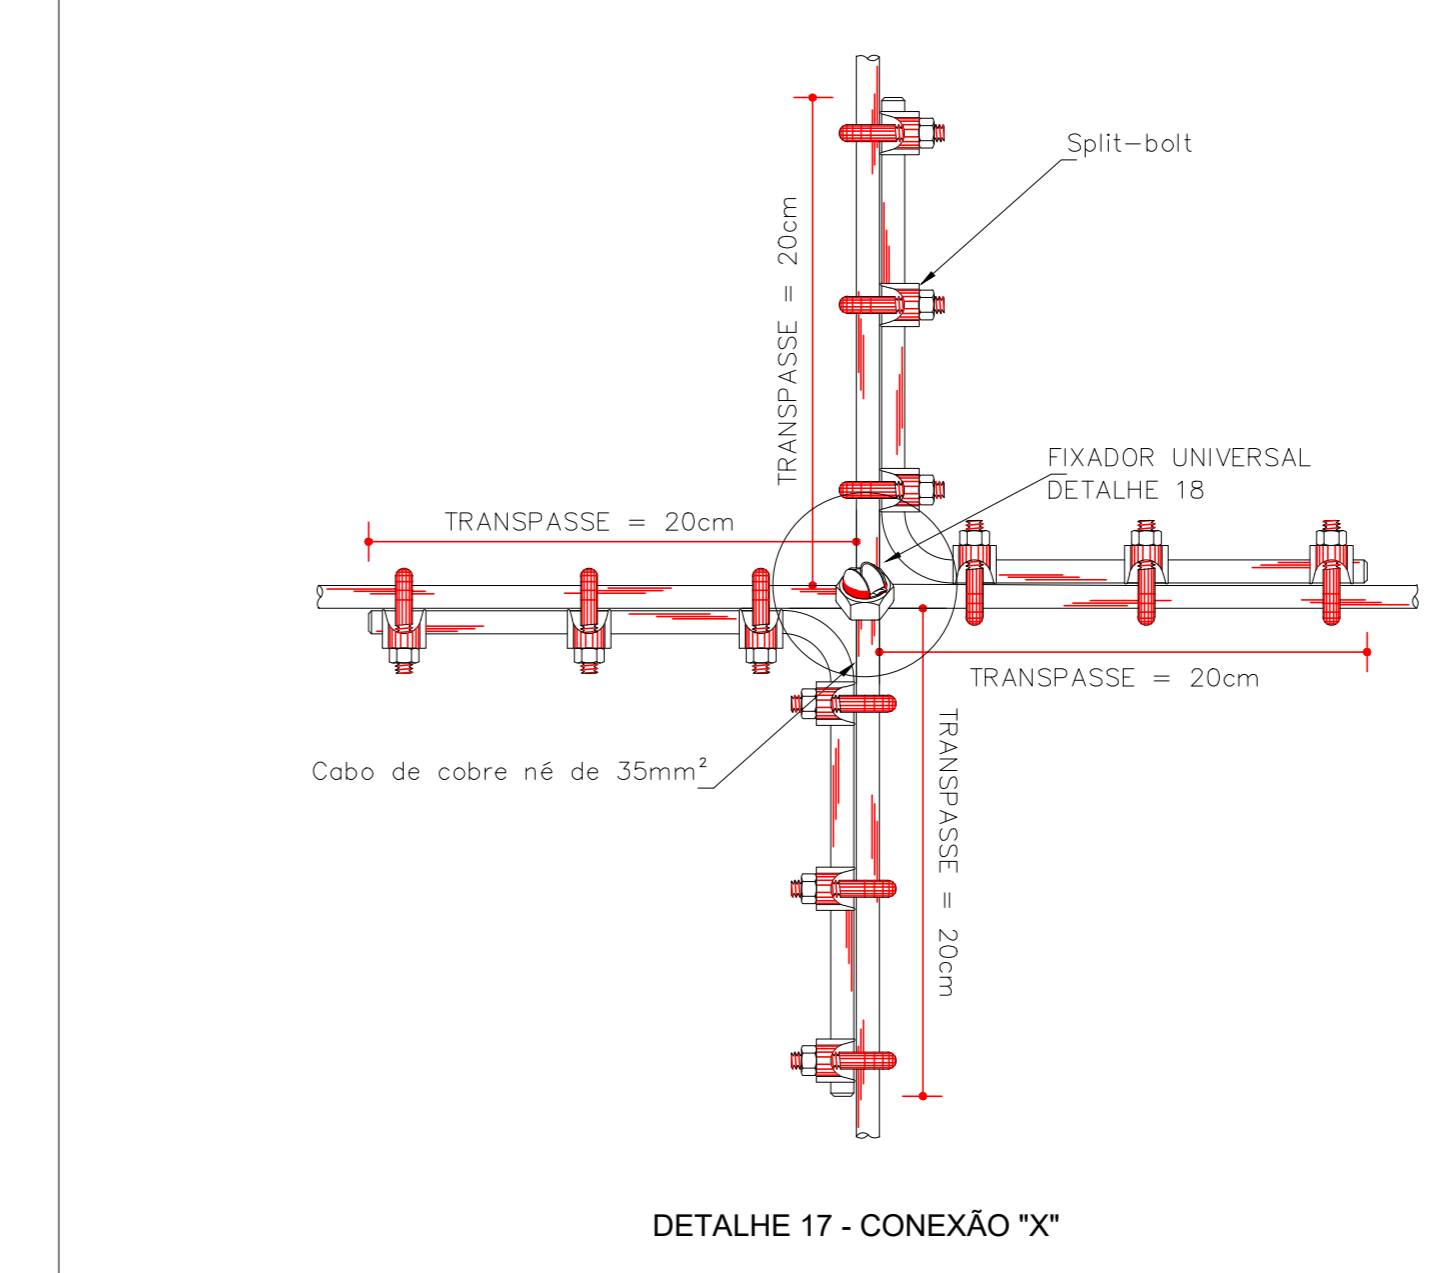 Split-bolt
TRANSPASSE = 20cm
FIXADOR UNIVERSAL
DETALHE 18
TRANSPASSE = 20cm
TRANSPASSE = 20cm
TRANSPASSE = 20cm
Cabo de cobre né de 35mm²
DETALHE 17 - CONEXÃO "X"